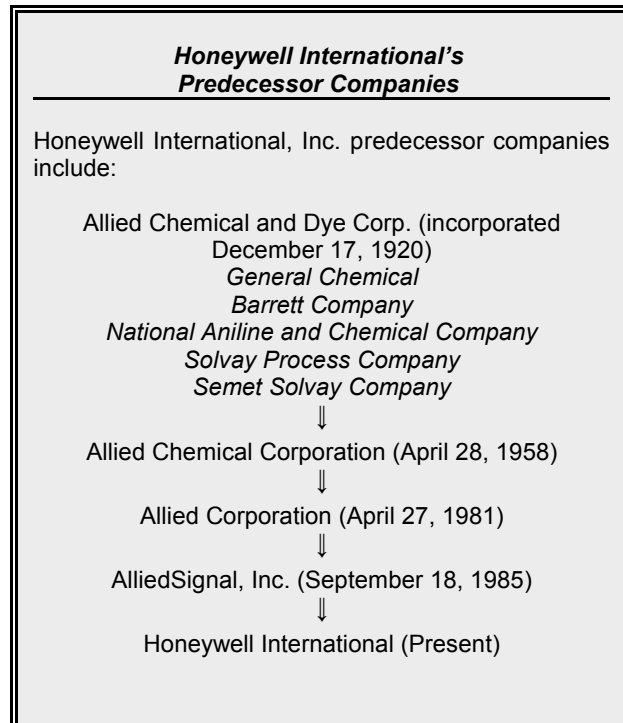 Honeywell International’s
Predecessor Companies
Honeywell International, Inc. predecessor companies
include:
Allied Chemical and Dye Corp. (incorporated
December 17, 1920)
General Chemical
Barrett Company
National Aniline and Chemical Company
Solvay Process Company
Semet Solvay Company
⇓
Allied Chemical Corporation (April 28, 1958)
⇓
Allied Corporation (April 27, 1981)
⇓
AlliedSignal, Inc. (September 18, 1985)
⇓
Honeywell International (Present)